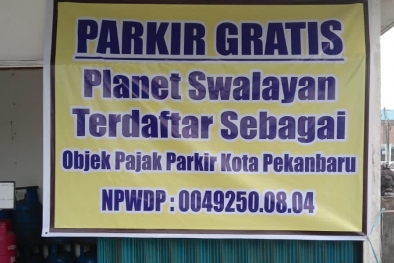 PARKIR GRATIS
Planet Swalayan
Terdaftar Sebagai
Objek Pajak Parkir Kota Pekanbaru
NPWDP : 0049250.08.04